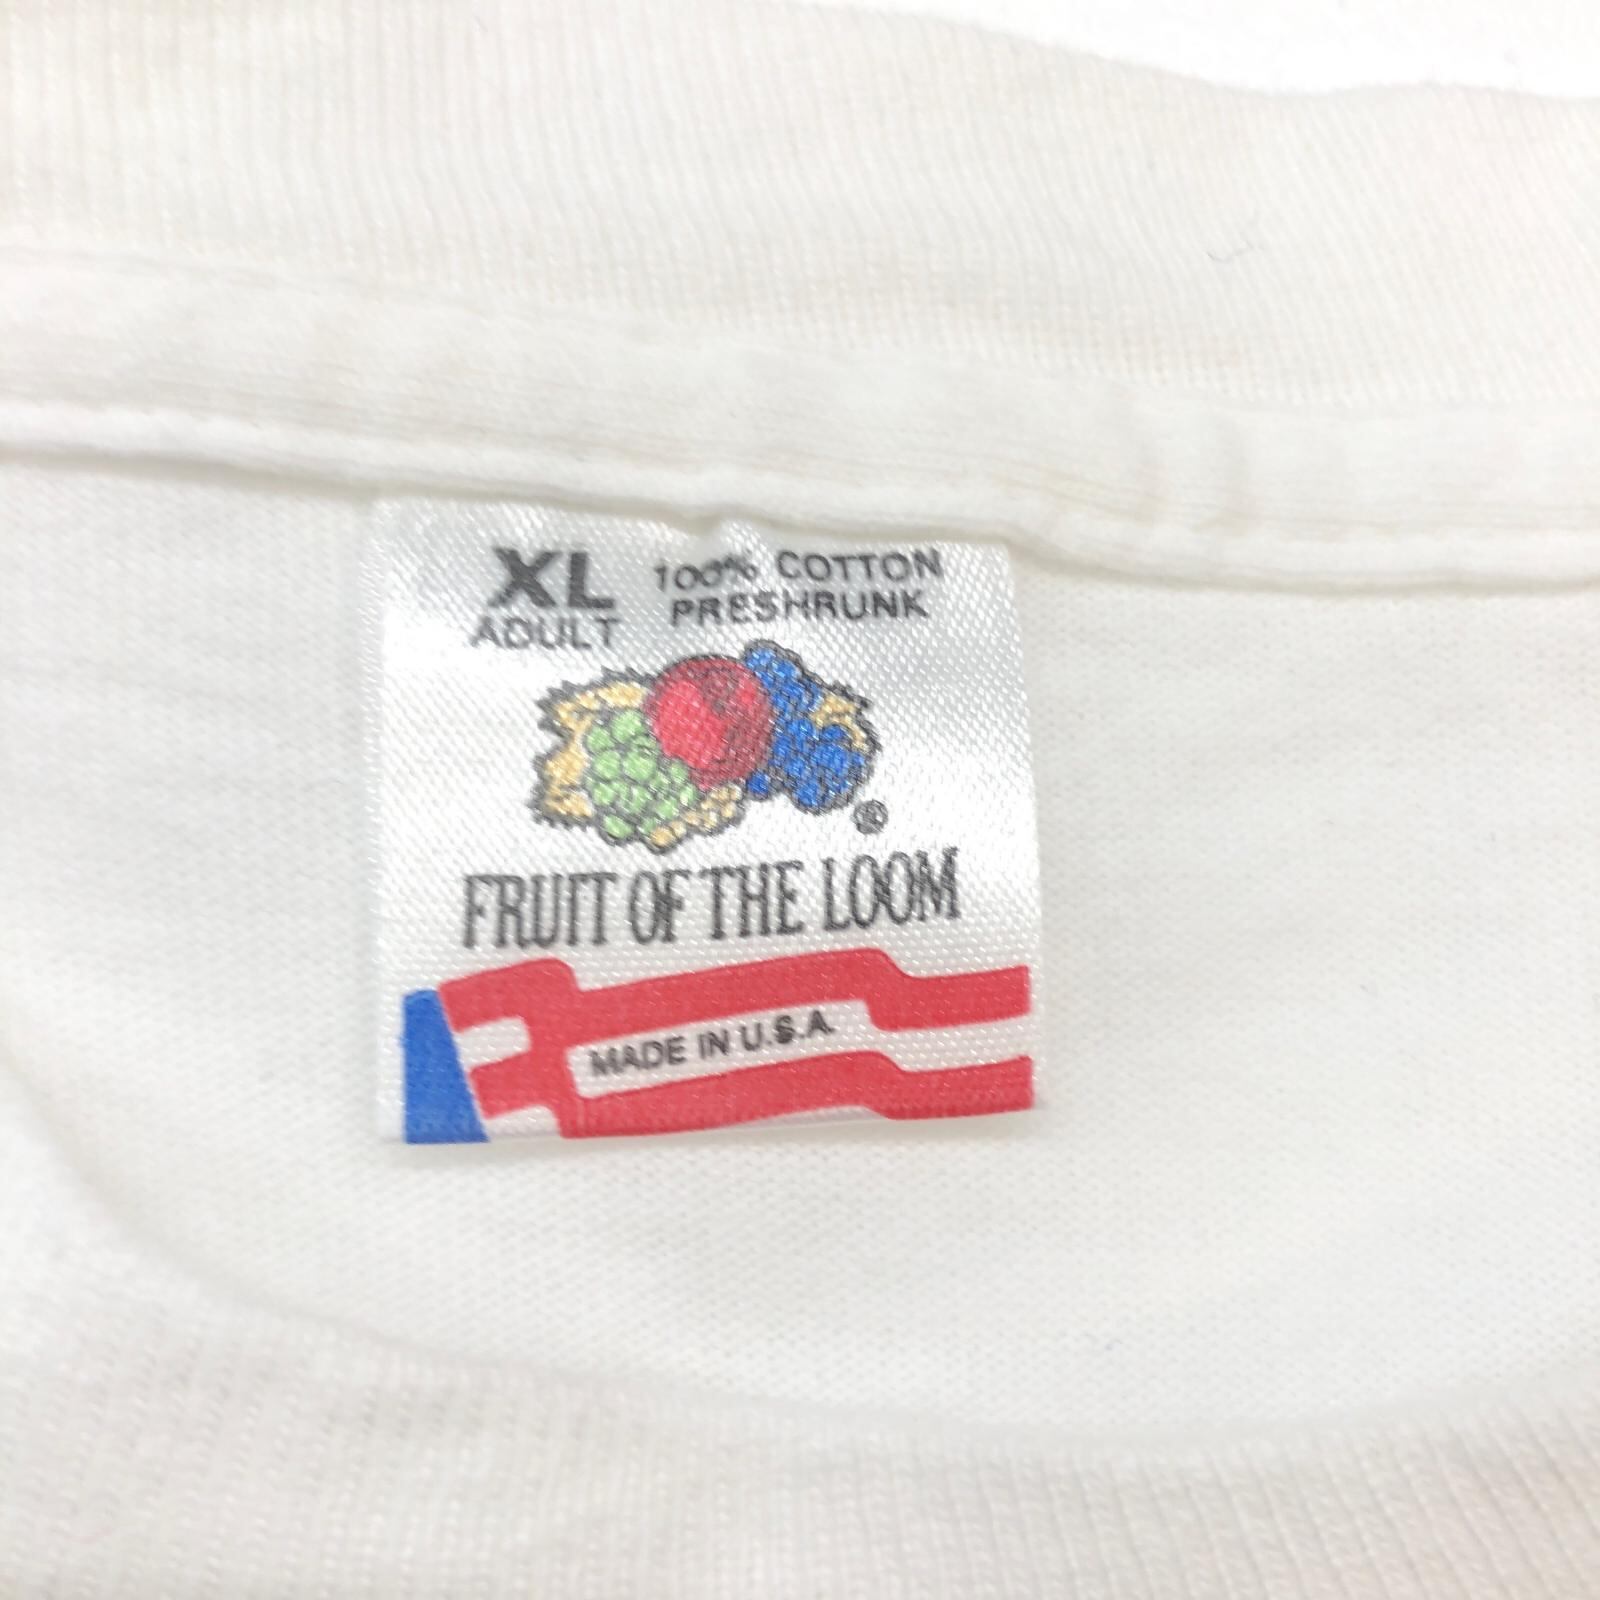 XL 100% COTTON
ADULT PRESHRUNK
®
FRUIT OF THE LOOM
MADE IN U.S.A.